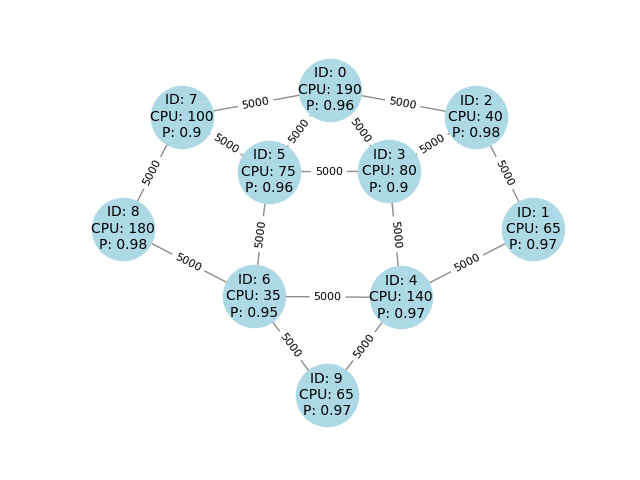 ID: 0
CPU: 190
P: 0.96
ID: 7
CPU: 100
P: 0.9
5000
5000
ID: 2
CPU: 40
P: 0.98
5000
5000
5000
5000
ID: 5
CPU: 75
P: 0.96
5000
ID: 3
CPU: 80
P: 0.9
5000
5000
ID: 8
CPU: 180
P: 0.98
5000
5000
ID: 1
CPU: 65
P: 0.97
5000
5000
ID: 6
CPU: 35
P: 0.95
5000
ID: 4
CPU: 140
P: 0.97
5000
5000
ID: 9
CPU: 65
P: 0.97